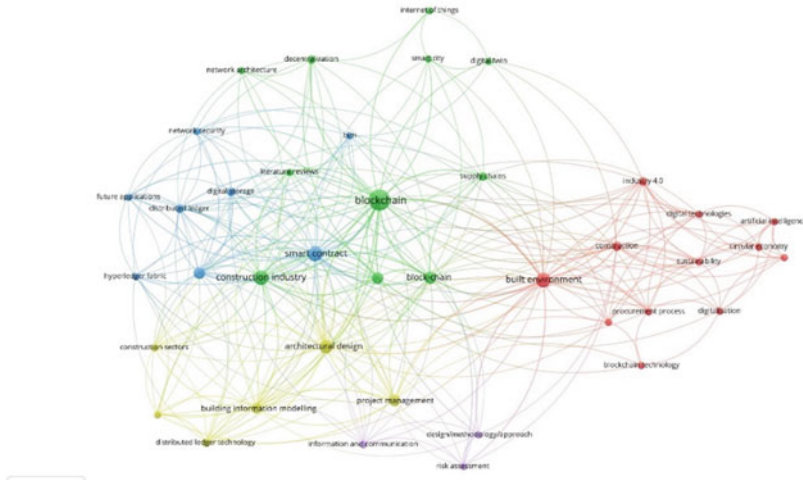 internet of things
decentralisation
smart city
digital twin
network architecture
network security
bim
literature reviews
supply chains
industry 4.0
future applications
digital storage
distributed ledger
blockchain
digital technologies
artificial intelligence
construction
circular economy
smart contract
sustainability
hyperledger fabric
construction industry
block-chain
built environment
procurement process
digitalisation
construction sectors
architectural design
blockchain technology
project management
building information modelling
design/methodology/approach
distributed ledger technology
information and communication
risk assessment